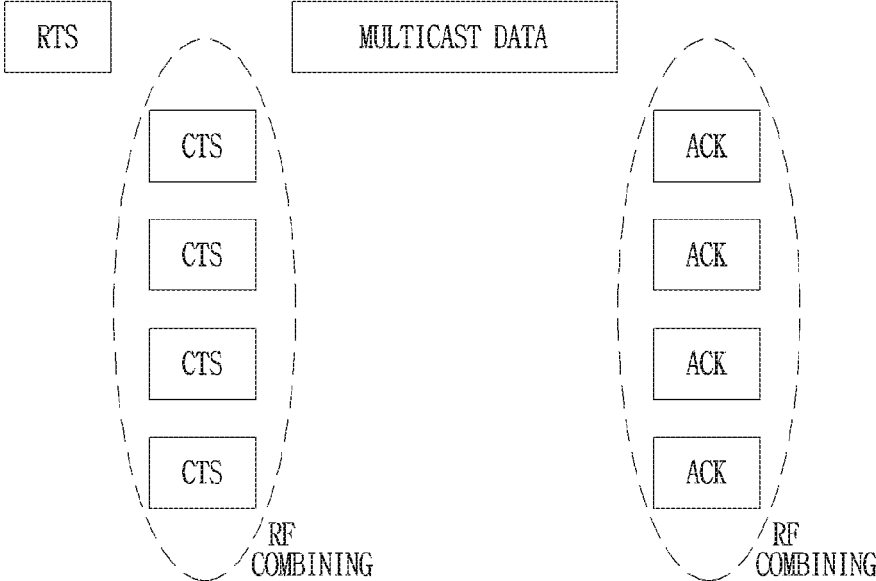 RTS
MULTICAST DATA
CTS
ACK
CTS
ACK
CTS
ACK
CTS
ACK
RF
COMBINING
RF
COMBINING